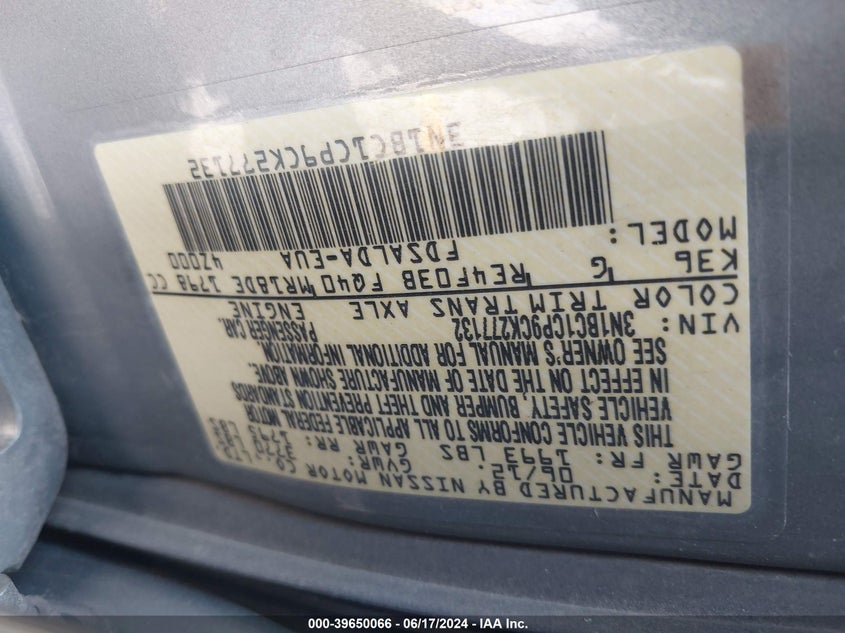 MANUFACTURED BY NISSAN MOTOR CO
DATE: 06/12 GVWR:
GAWR FR: 1993 LBS GAWR RR:
THIS VEHICLE CONFORMS TO ALL APPLICABLE FEDERAL MOTOR
VEHICLE SAFETY, BUMPER AND THEFT PREVENTION STANDARDS
IN EFFECT ON THE DATE OF MANUFACTURE SHOWN ABOVE.
SEE OWNER'S MANUAL FOR ADDITIONAL INFORMATION.
VIN: 3N1BC1CP9CK277132 PASSENGER CAR.
COLOR TRIM TRANS AXLE ENGINE
K36 G RE4F03B FQ40 MR18DE 1798 CC
MODEL: FDSALDA-EUA 4Z000
3N1BC1CP9CK277132
000-39650066 - 06/17/2024 - IAA Inc.